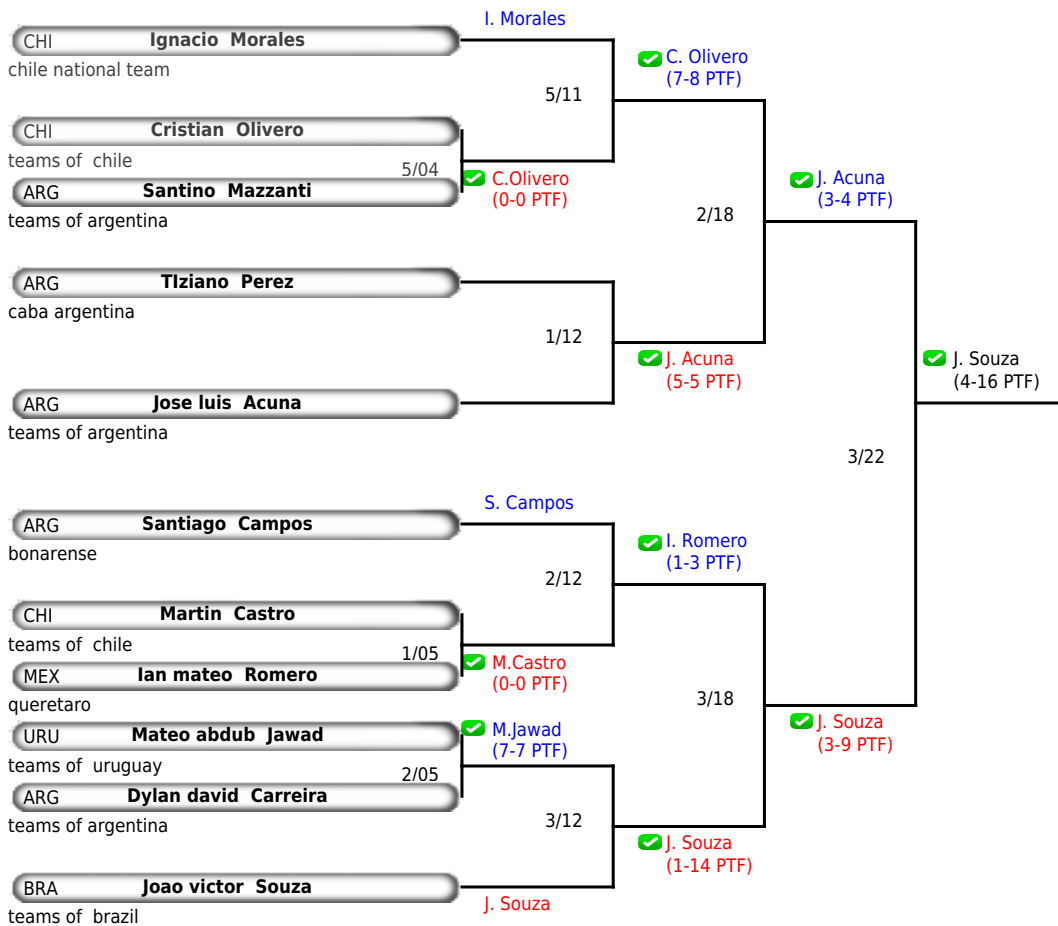 I. Morales
CHI Ignacio Morales
chile national team
C. Olivero
(7-8 PTF)
5/11
CHI Cristian Olivero
teams of chile
5/04
C.Olivero
(0-0 PTF)
ARG Santino Mazzanti
teams of argentina
J. Acuna
(3-4 PTF)
2/18
ARG TIziano Perez
caba argentina
1/12
J. Acuna
(5-5 PTF)
J. Souza
(4-16 PTF)
ARG Jose luis Acuna
teams of argentina
3/22
S. Campos
ARG Santiago Campos
bonarense
I. Romero
(1-3 PTF)
2/12
CHI Martin Castro
teams of chile
1/05
M.Castro
(0-0 PTF)
MEX Ian mateo Romero
queretaro
3/18
URU Mateo abdub Jawad
teams of uruguay
M.Jawad
(7-7 PTF)
J. Souza
(3-9 PTF)
2/05
ARG Dylan david Carreira
teams of argentina
3/12
J. Souza
(1-14 PTF)
BRA Joao victor Souza
teams of brazil
J. Souza